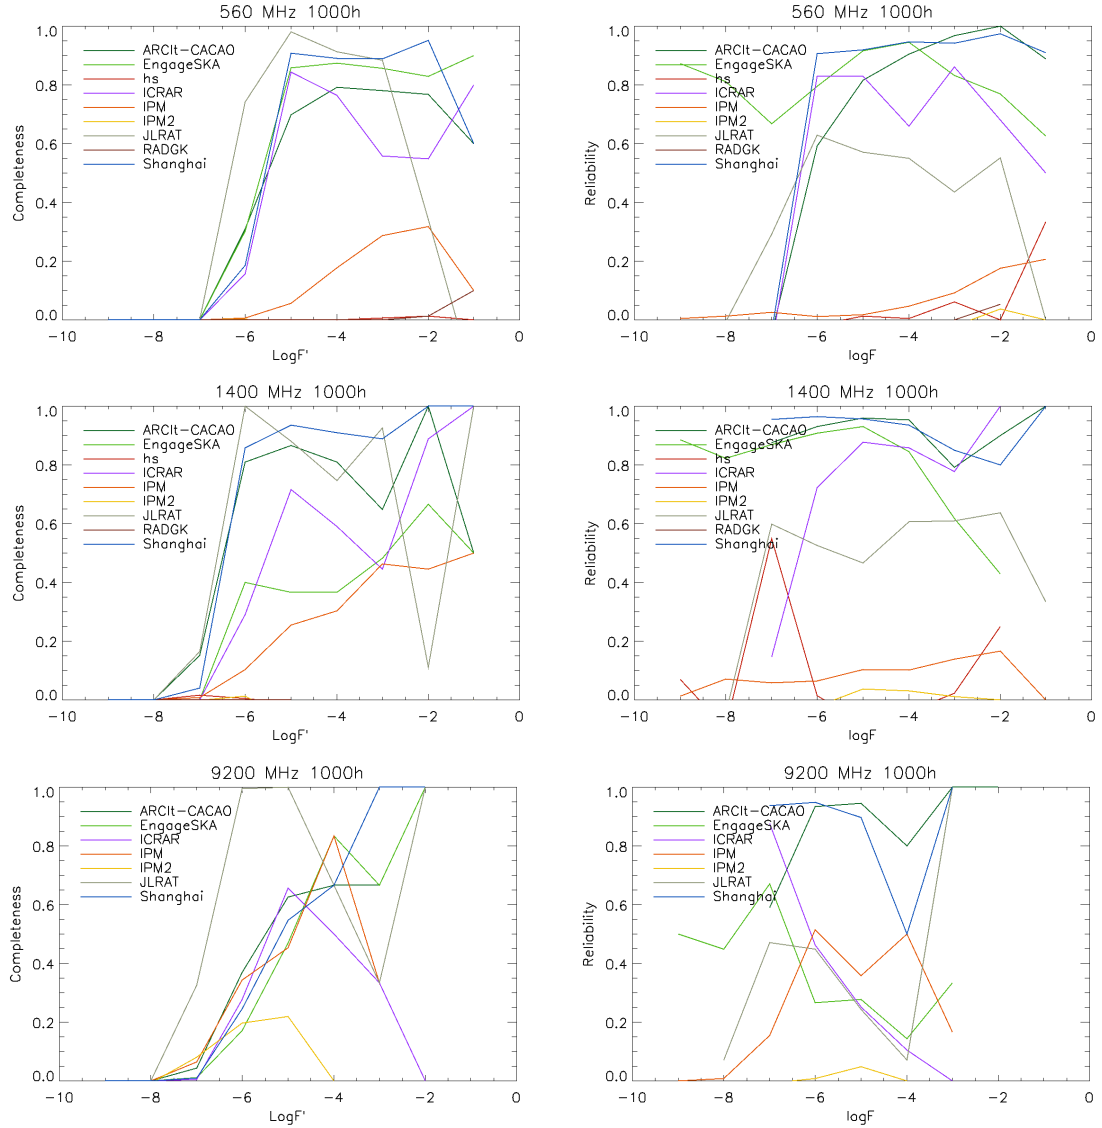 560 MHz 1000h
1.0
0.8
0.6
0.4
0.2
0.0
Completeness
ARCIt-CACAO
EngageSKA
hs
ICRAR
IPM
IPM2
JLRAT
RADGK
Shanghai
-10
-8
-6
-4
-2
0
LogF'
560 MHz 1000h
1.0
0.8
0.6
0.4
0.2
0.0
Reliability
ARCIt-CACAO
EngageSKA
hs
ICRAR
IPM
IPM2
JLRAT
RADGK
Shanghai
-10
-8
-6
-4
-2
0
logF
1400 MHz 1000h
1.0
0.8
0.6
0.4
0.2
0.0
Completeness
ARCIt-CACAO
EngageSKA
hs
ICRAR
IPM
IPM2
JLRAT
RADGK
Shanghai
-10
-8
-6
-4
-2
0
LogF'
1400 MHz 1000h
1.0
0.8
0.6
0.4
0.2
0.0
Reliability
ARCIt-CACAO
EngageSKA
hs
ICRAR
IPM
IPM2
JLRAT
RADGK
Shanghai
-10
-8
-6
-4
-2
0
logF
9200 MHz 1000h
1.0
0.8
0.6
0.4
0.2
0.0
Completeness
ARCIt-CACAO
EngageSKA
ICRAR
IPM
IPM2
JLRAT
Shanghai
-10
-8
-6
-4
-2
0
LogF'
9200 MHz 1000h
1.0
0.8
0.6
0.4
0.2
0.0
Reliability
ARCIt-CACAO
EngageSKA
ICRAR
IPM
IPM2
JLRAT
Shanghai
-10
-8
-6
-4
-2
0
logF